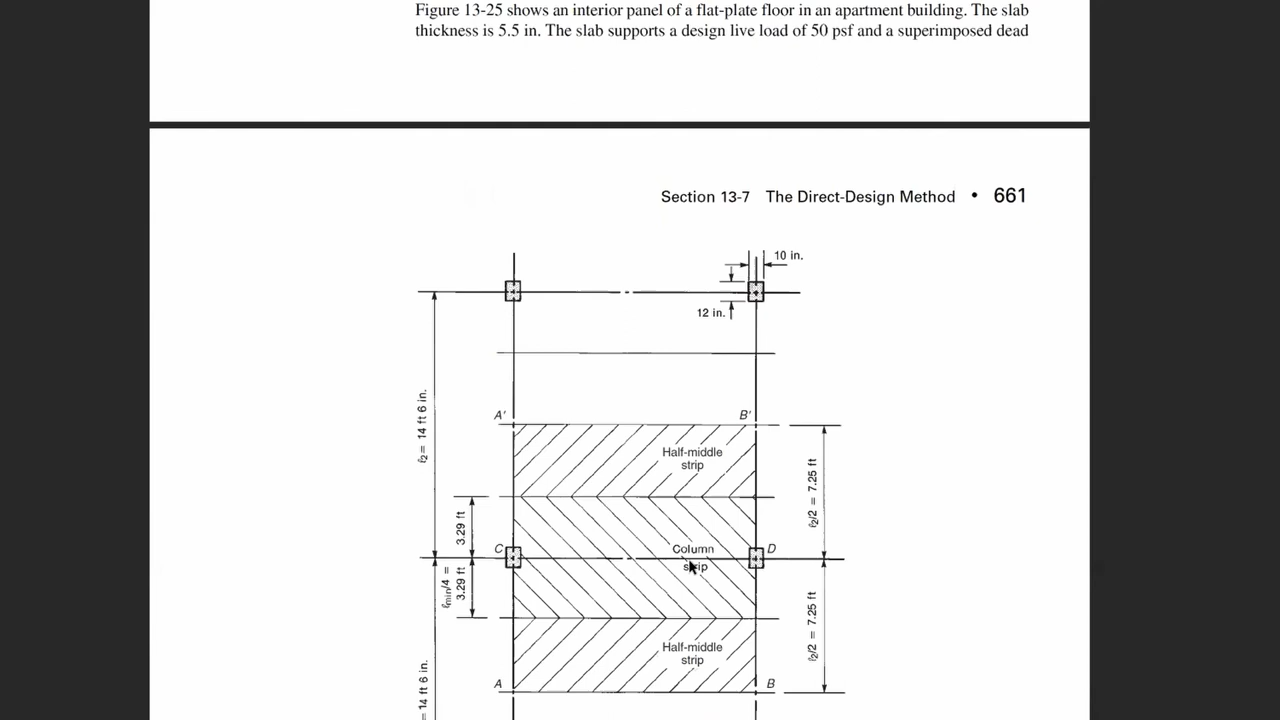 Figure 13-25 shows an interior panel of a flat-plate floor in an apartment building. The slab
thickness is 5.5 in. The slab supports a design live load of 50 psf and a superimposed dead
Section 13-7 The Direct-Design Method • 661
10 in.
12 in.
ℓ2 = 14 ft 6 in.
A'
B'
Half-middle
strip
ℓ2/2 = 7.25 ft
3.29 ft
C
Column
D
strip
ℓmin/4 =
3.29 ft
ℓ2/2 = 7.25 ft
Half-middle
strip
= 14 ft 6 in.
A
B